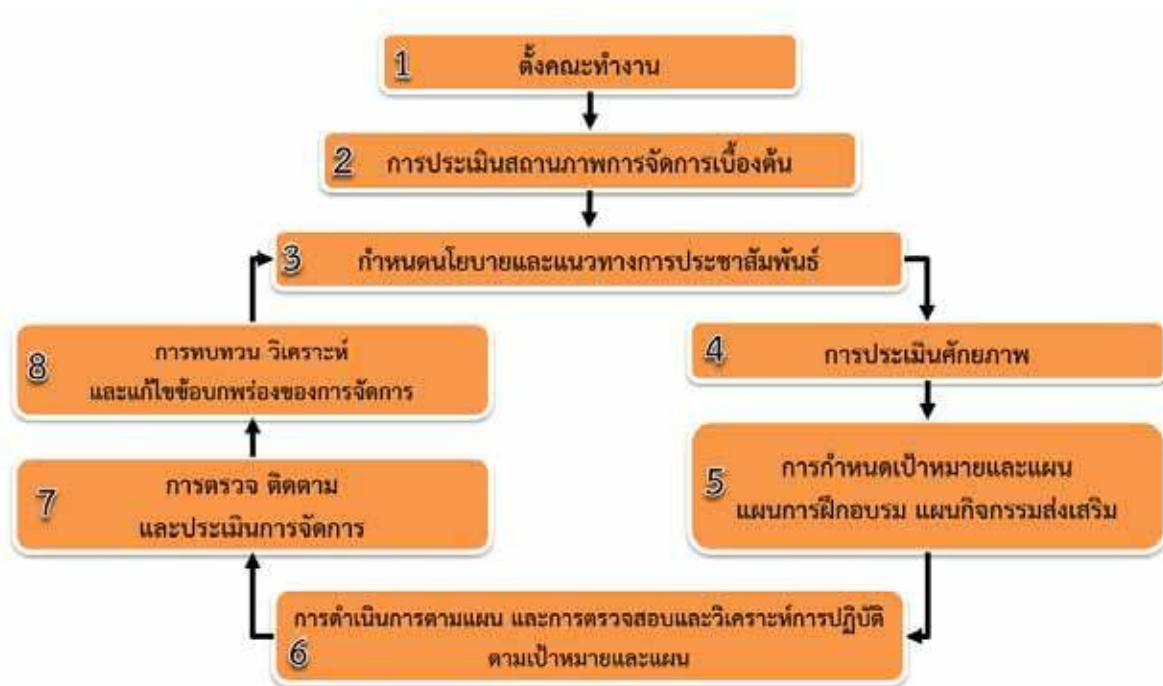 1 ตั้งคณะทำงาน
2 การประเมินสถานภาพการจัดการเบื้องต้น
3 กำหนดนโยบายและแนวทางการประชาสัมพันธ์
4 การประเมินศักยภาพ
5 การกำหนดเป้าหมายและแผน
แผนการฝึกอบรม แผนกิจกรรมส่งเสริม
6 การดำเนินการตามแผน และการตรวจสอบและวิเคราะห์การปฏิบัติ
ตามเป้าหมายและแผน
7 การตรวจ ติดตาม
และประเมินการจัดการ
8 การทบทวน วิเคราะห์
และแก้ไขข้อบกพร่องของการจัดการ